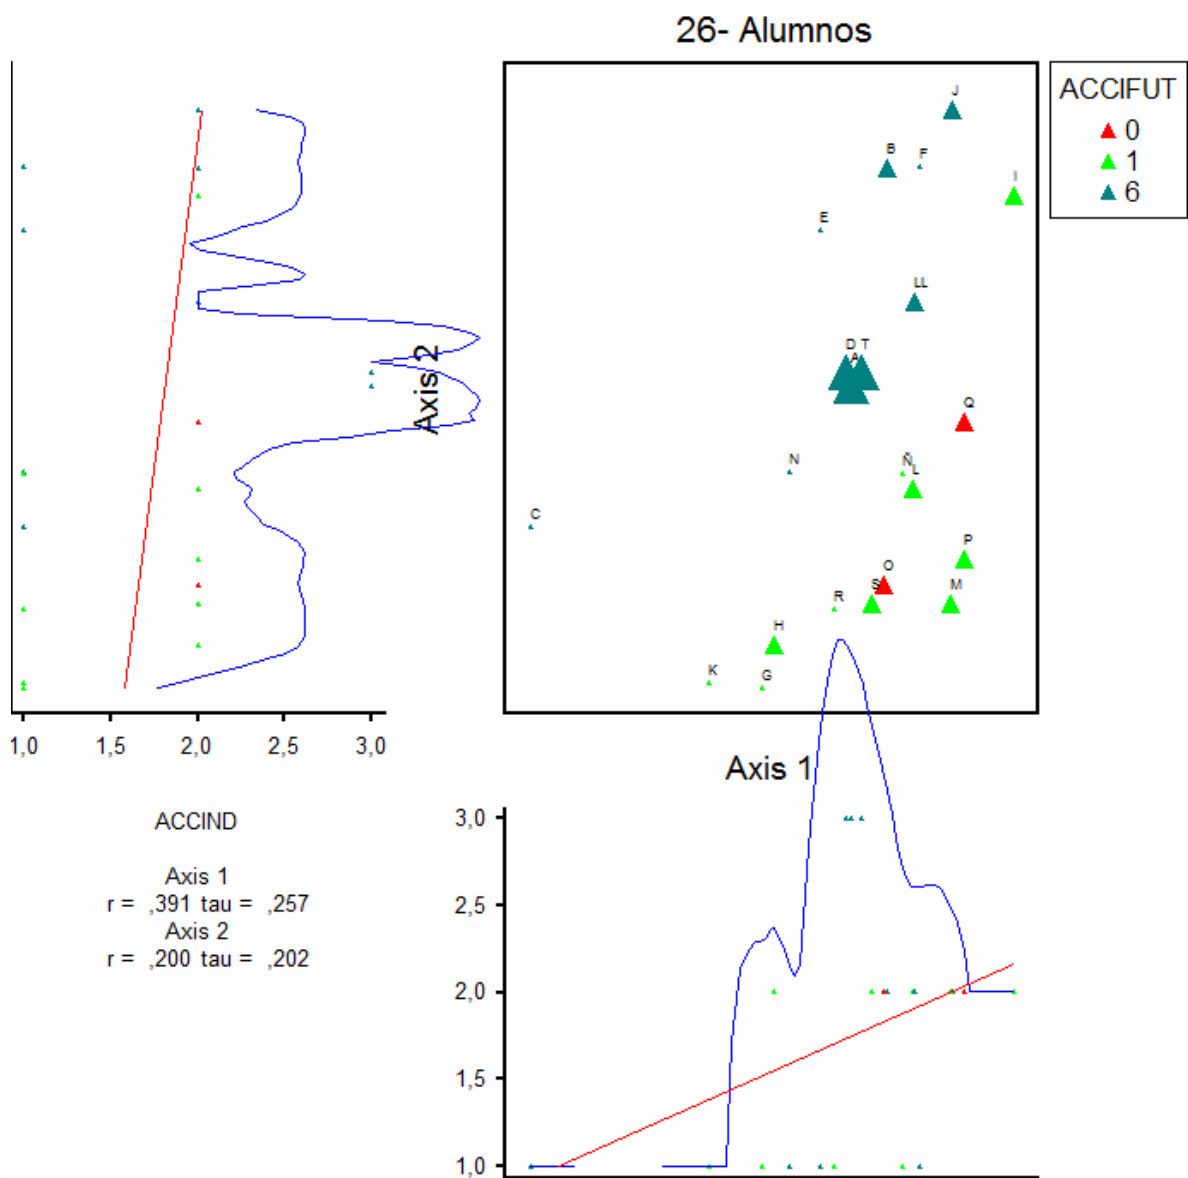 26- Alumnos
ACCIFUT
0
1
6
J
B
F
I
E
LL
D
T
A
Q
N
Ñ
L
C
P
O
S
M
R
H
K
G
Axis 2
1,0
1,5
2,0
2,5
3,0
Axis 1
ACCIND
Axis 1
r = ,391 tau = ,257
Axis 2
r = ,200 tau = ,202
3,0
2,5
2,0
1,5
1,0